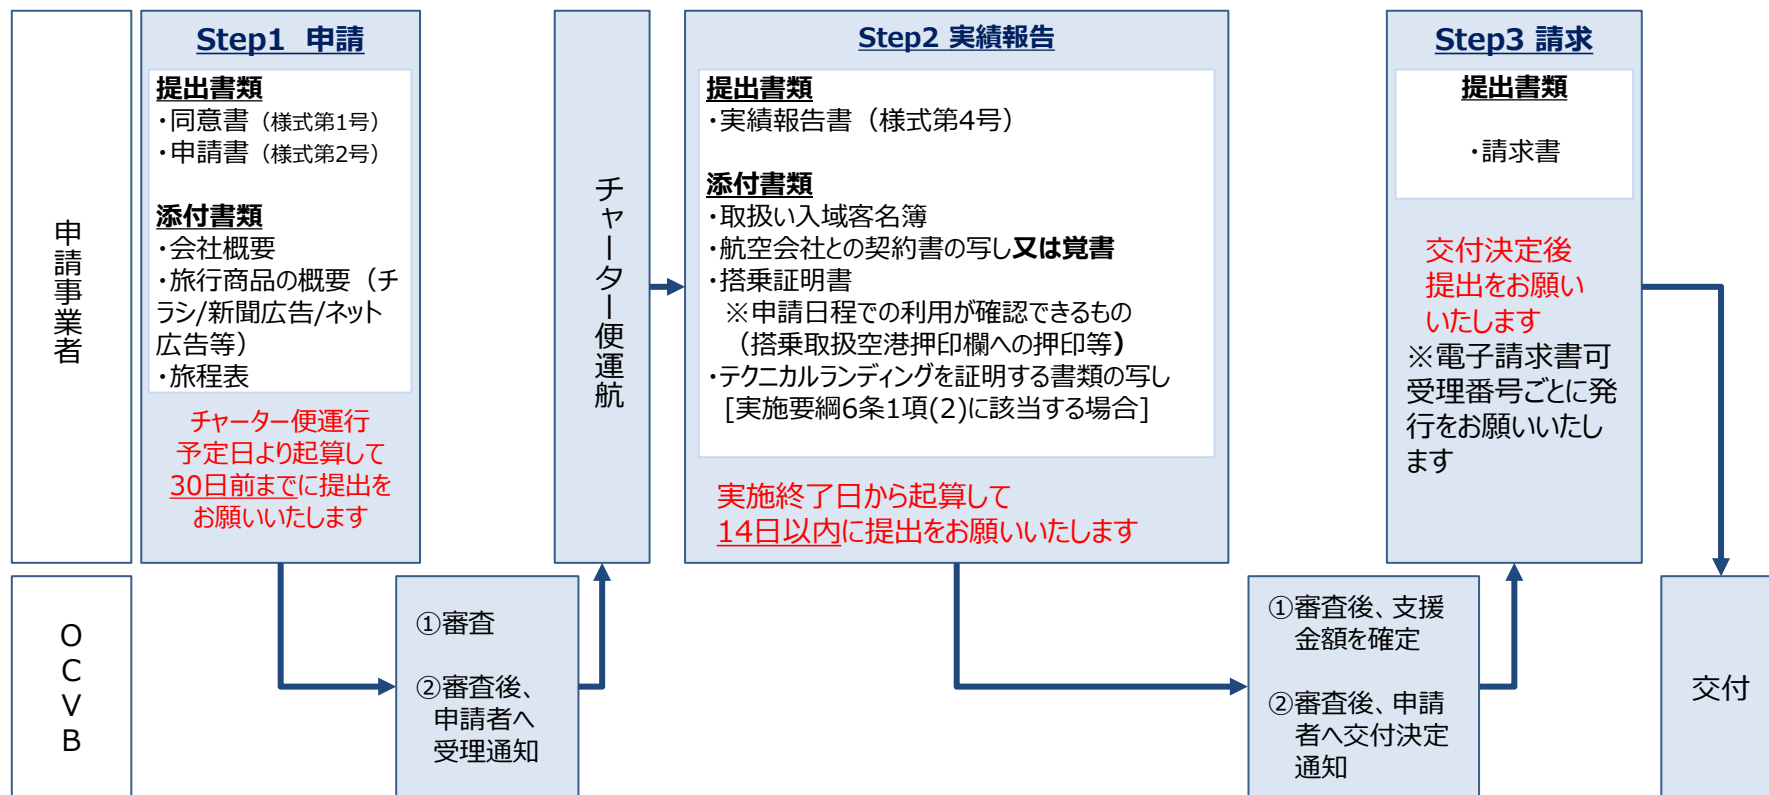 申請事業者
Step1 申請
提出書類
・同意書（様式第1号）
・申請書（様式第2号）
添付書類
・会社概要
・旅行商品の概要（チ
ラシ/新聞広告/ネット
広告等）
・旅程表
チャーター便運行
予定日より起算して
30日前までに提出を
お願いいたします
チャーター便運航
Step2 実績報告
提出書類
・実績報告書（様式第4号）
添付書類
・取扱い入域客名簿
・航空会社との契約書の写し又は覚書
・搭乗証明書
※申請日程での利用が確認できるもの
（搭乗取扱空港押印欄への押印等）
・テクニカルランディングを証明する書類の写し
[実施要綱6条1項(2)に該当する場合]
実施終了日から起算して
14日以内に提出をお願いいたします
Step3 請求
提出書類
・請求書
交付決定後
提出をお願い
いたします
※電子請求書可
受理番号ごとに発
行をお願いいたし
ます
OCVB
①審査
②審査後、
申請者へ
受理通知
①審査後、支援
金額を確定
②審査後、申請
者へ交付決定
通知
交付